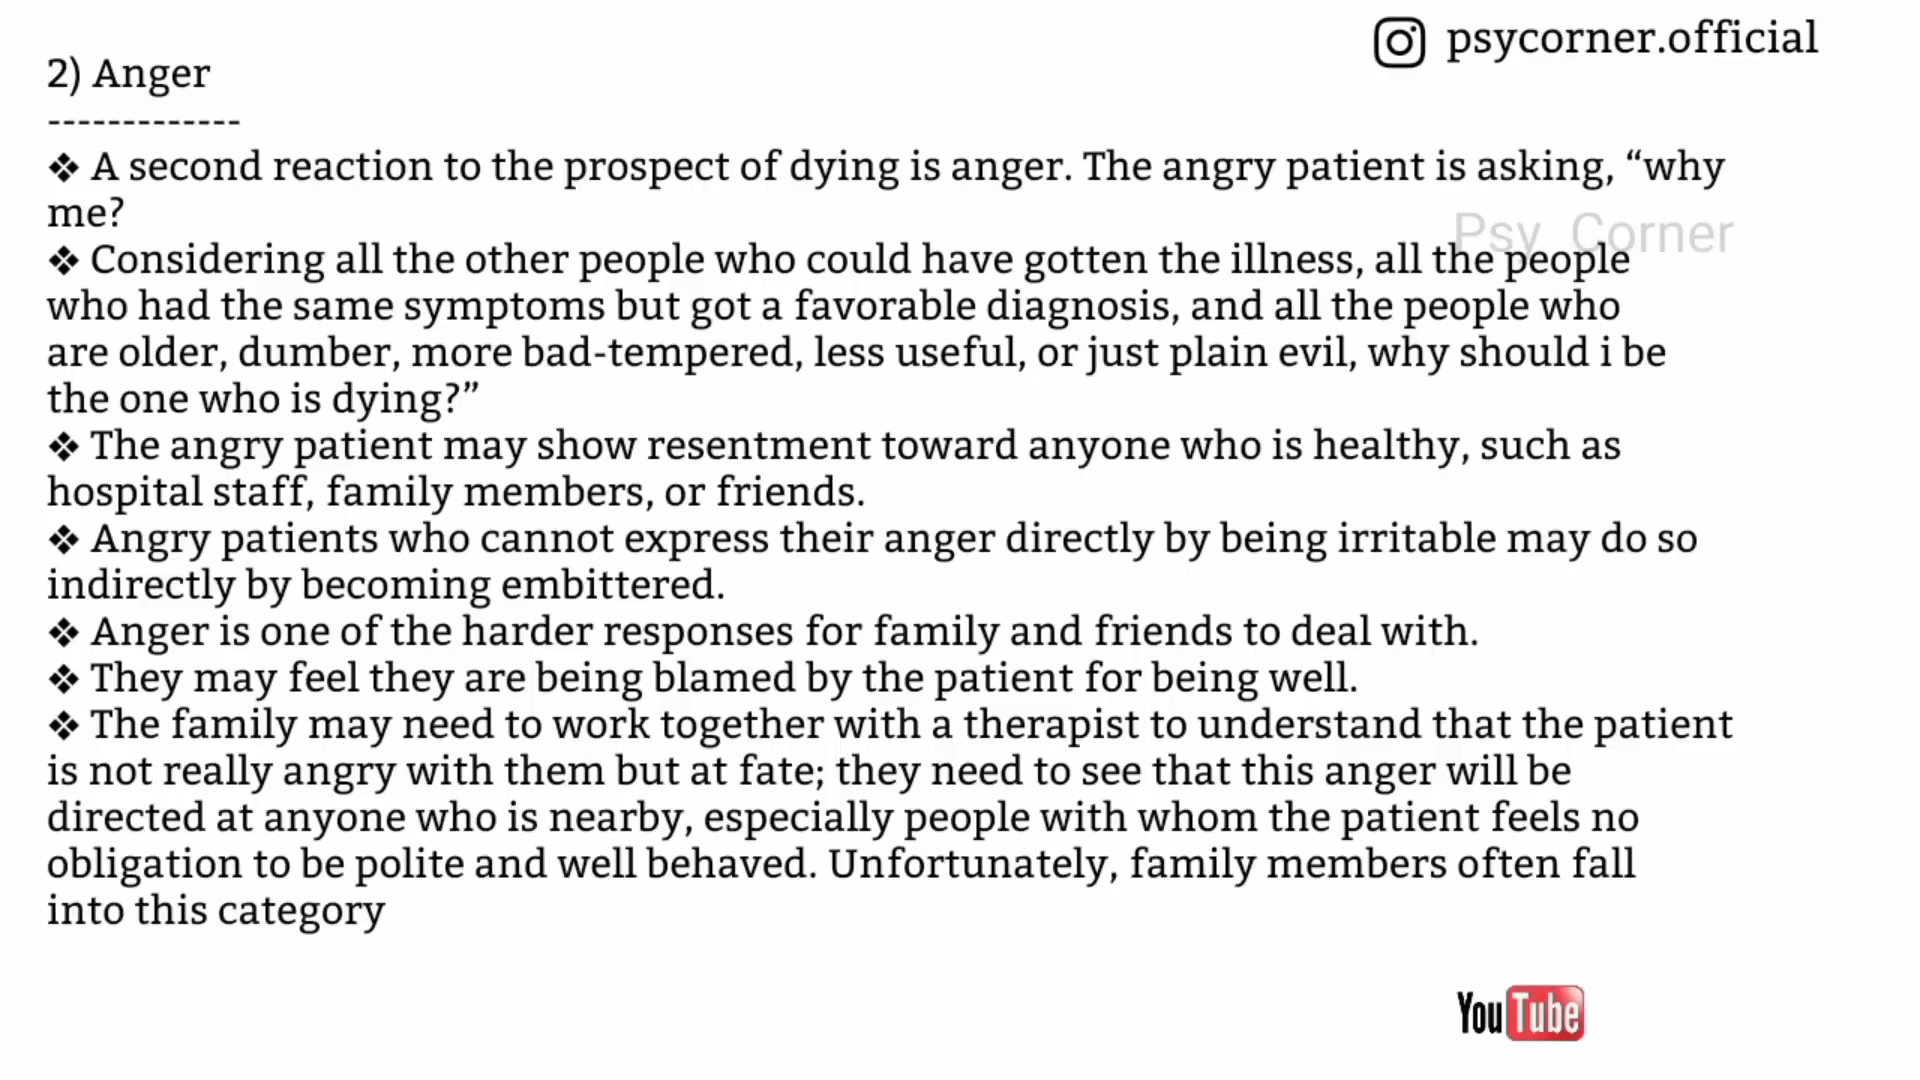 psycorner.official
2) Anger
-------------
❖ A second reaction to the prospect of dying is anger. The angry patient is asking, “why
me?
Psy Corner
❖ Considering all the other people who could have gotten the illness, all the people
who had the same symptoms but got a favorable diagnosis, and all the people who
are older, dumber, more bad-tempered, less useful, or just plain evil, why should i be
the one who is dying?”
❖ The angry patient may show resentment toward anyone who is healthy, such as
hospital staff, family members, or friends.
❖ Angry patients who cannot express their anger directly by being irritable may do so
indirectly by becoming embittered.
❖ Anger is one of the harder responses for family and friends to deal with.
❖ They may feel they are being blamed by the patient for being well.
❖ The family may need to work together with a therapist to understand that the patient
is not really angry with them but at fate; they need to see that this anger will be
directed at anyone who is nearby, especially people with whom the patient feels no
obligation to be polite and well behaved. Unfortunately, family members often fall
into this category
YouTube